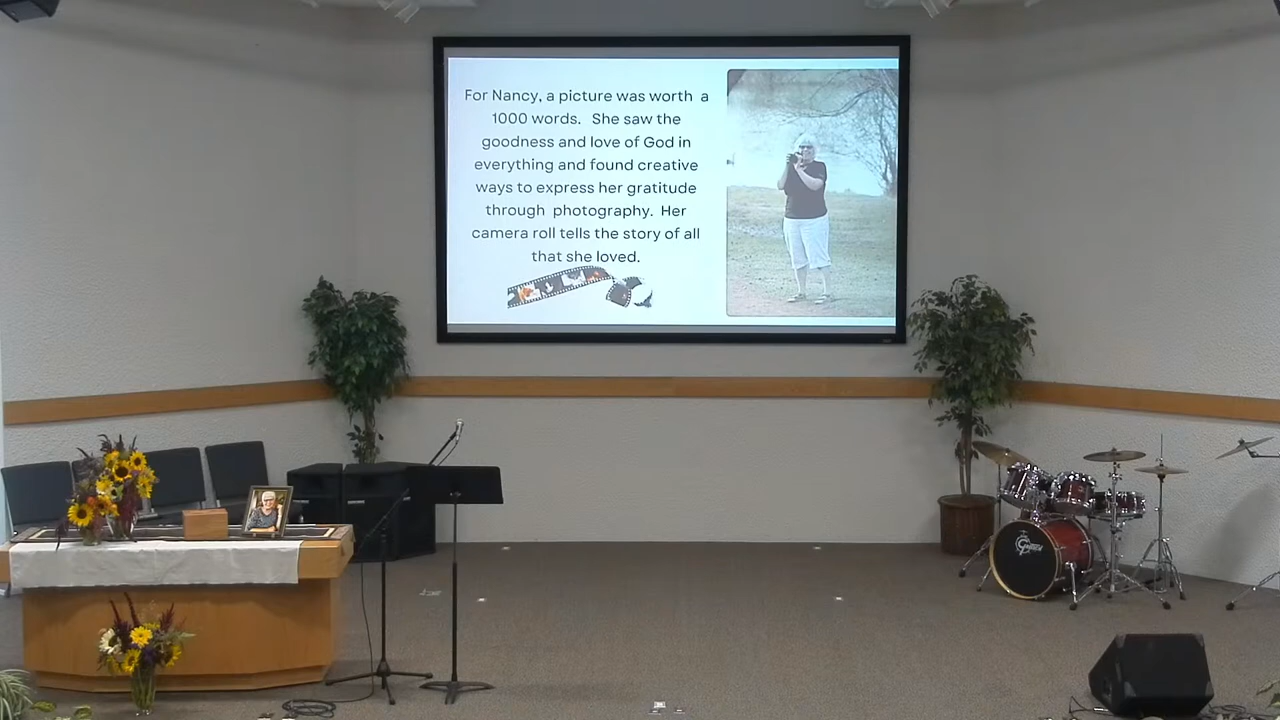 For Nancy, a picture was worth a
1000 words. She saw the
goodness and love of God in
everything and found creative
ways to express her gratitude
through photography. Her
camera roll tells the story of all
that she loved.
Gretsch